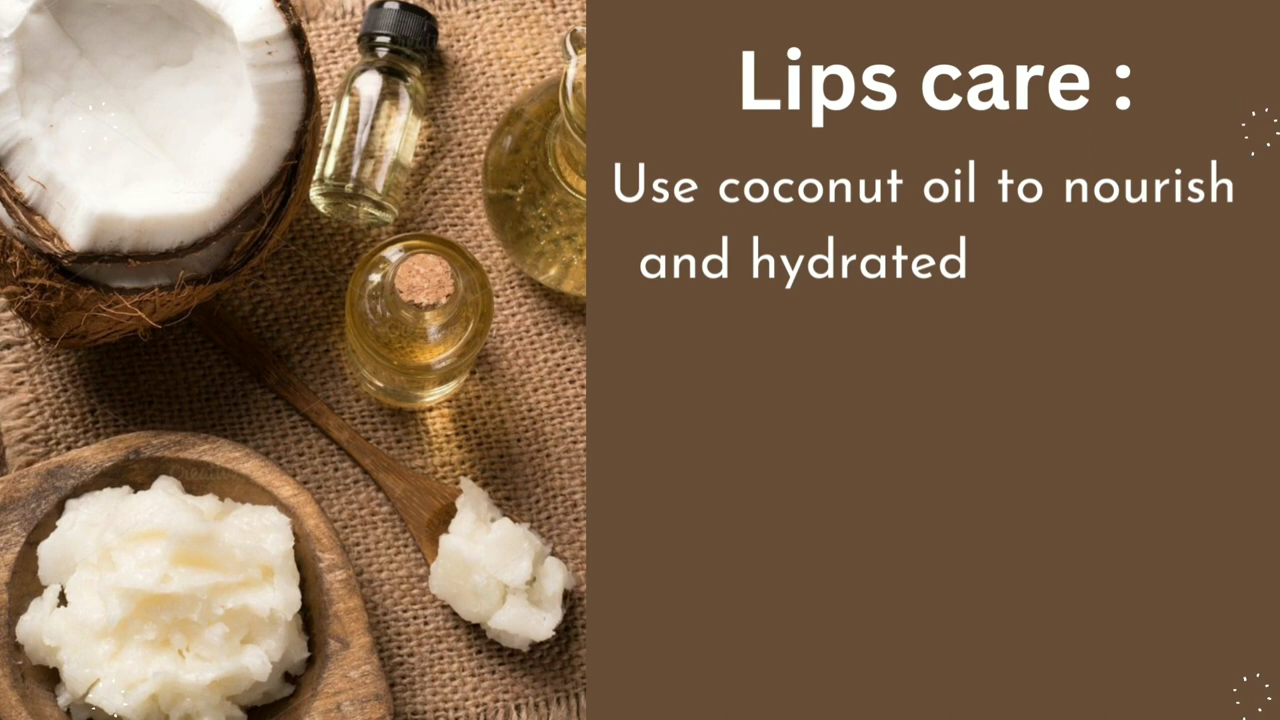 Lips care :
Use coconut oil to nourish
and hydrated